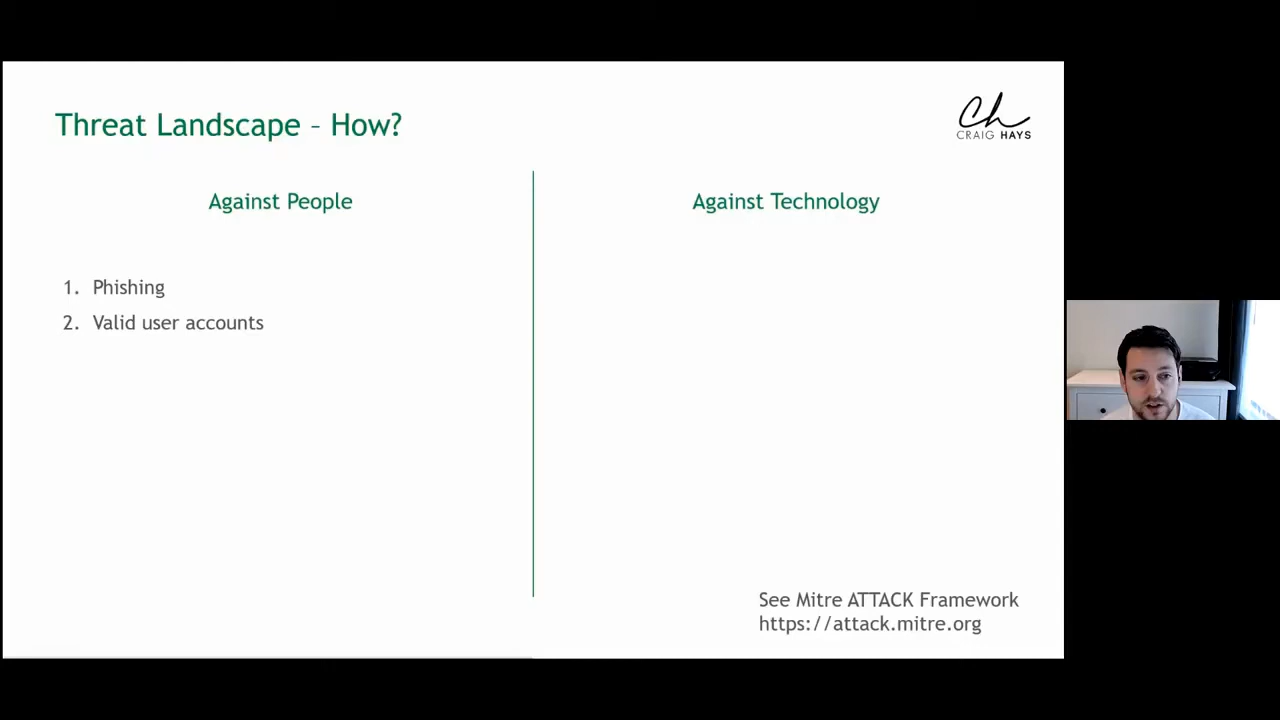 Threat Landscape – How?
Ch
CRAIG HAYS
Against People
Against Technology
1. Phishing
2. Valid user accounts
See Mitre ATTACK Framework
https://attack.mitre.org